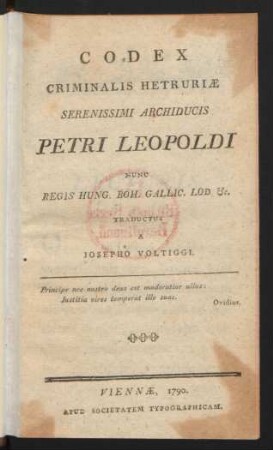 CODEX
CRIMINALIS HETRURIÆ
SERENISSIMI ARCHIDUCIS
PETRI LEOPOLDI
NUNC
REGIS HUNG. BOH. GALLIC. LOD. &c.
TRADUCTUS
A
IOSEPHO VOLTIGGI.
Principe nec nostro deus est moderatior ullus:
Justitia vires temperat ille suas.
Ovidius.
VIENNÆ, 1790.
APUD SOCIETATEM TYPOGRAPHICAM.